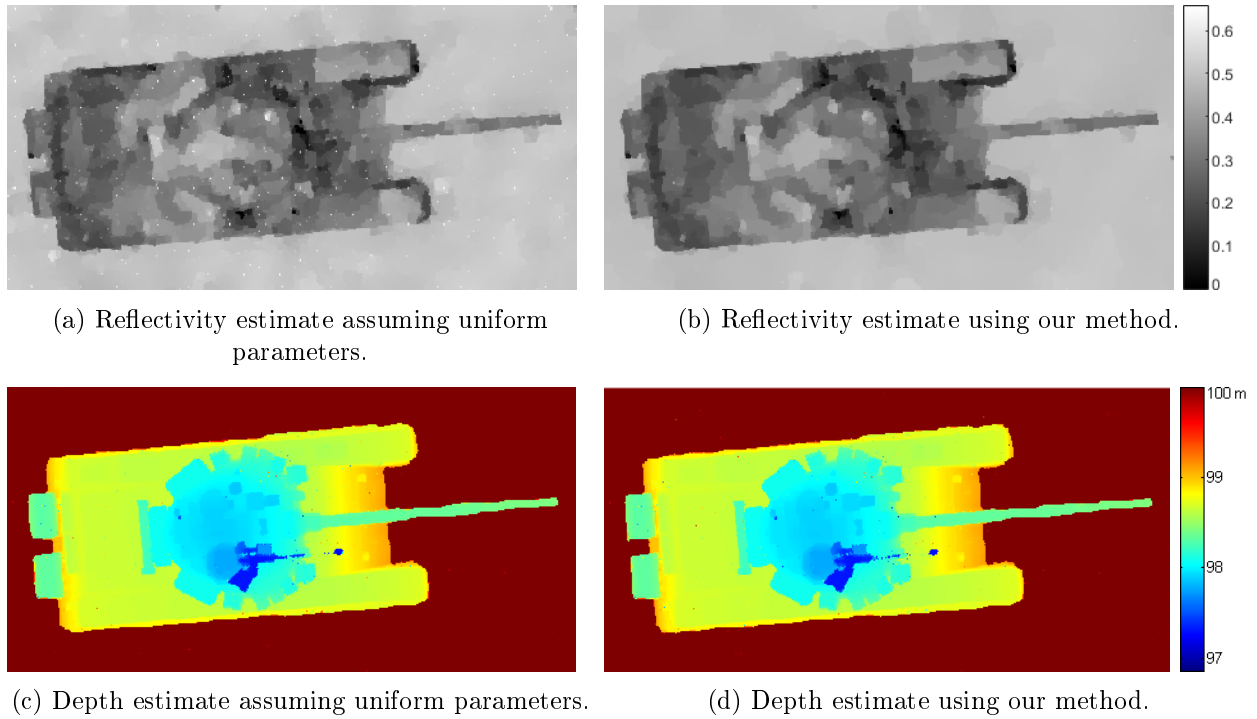 0.6
0.5
0.4
0.3
0.2
0.1
0
(a) Reflectivity estimate assuming uniform
parameters.
(b) Reflectivity estimate using our method.
100 m
99
98
97
(c) Depth estimate assuming uniform parameters.
(d) Depth estimate using our method.